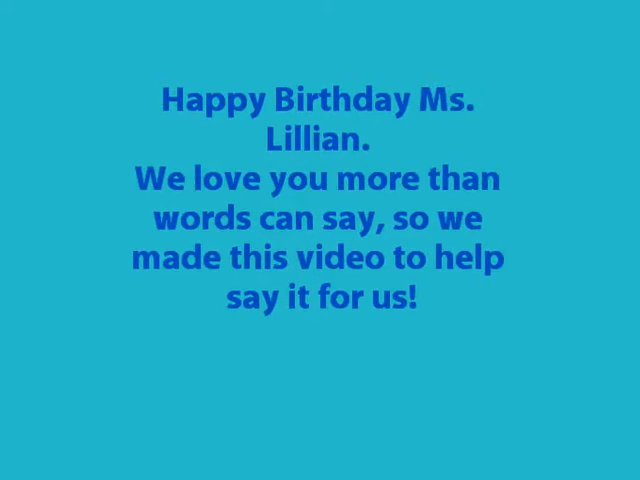 Happy Birthday Ms.
Lillian.
We love you more than
words can say, so we
made this video to help
say it for us!